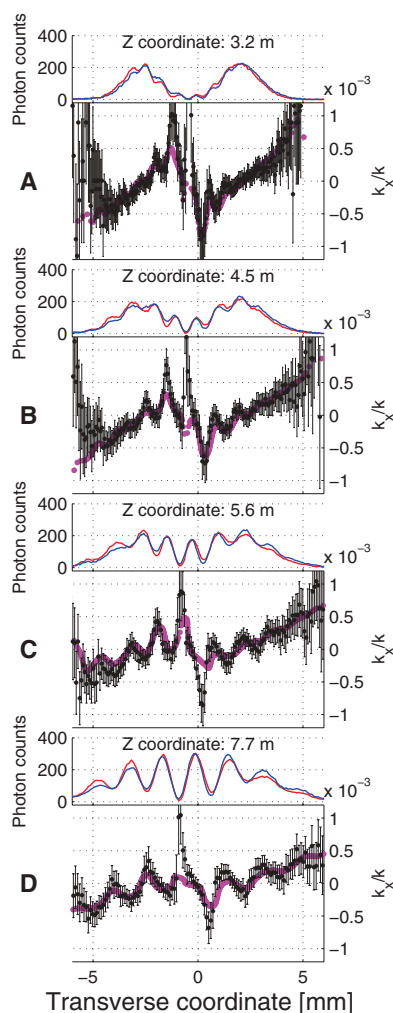 Photon counts
400
200
0
Z coordinate: 3.2 m
x 10⁻³
A
1
0.5
0
−0.5
−1
kₓ/k
Photon counts
400
200
0
Z coordinate: 4.5 m
x 10⁻³
B
1
0.5
0
−0.5
−1
kₓ/k
Photon counts
400
200
0
Z coordinate: 5.6 m
x 10⁻³
C
1
0.5
0
−0.5
−1
kₓ/k
Photon counts
400
200
0
Z coordinate: 7.7 m
x 10⁻³
D
1
0.5
0
−0.5
−1
kₓ/k
−5 0 5
Transverse coordinate [mm]